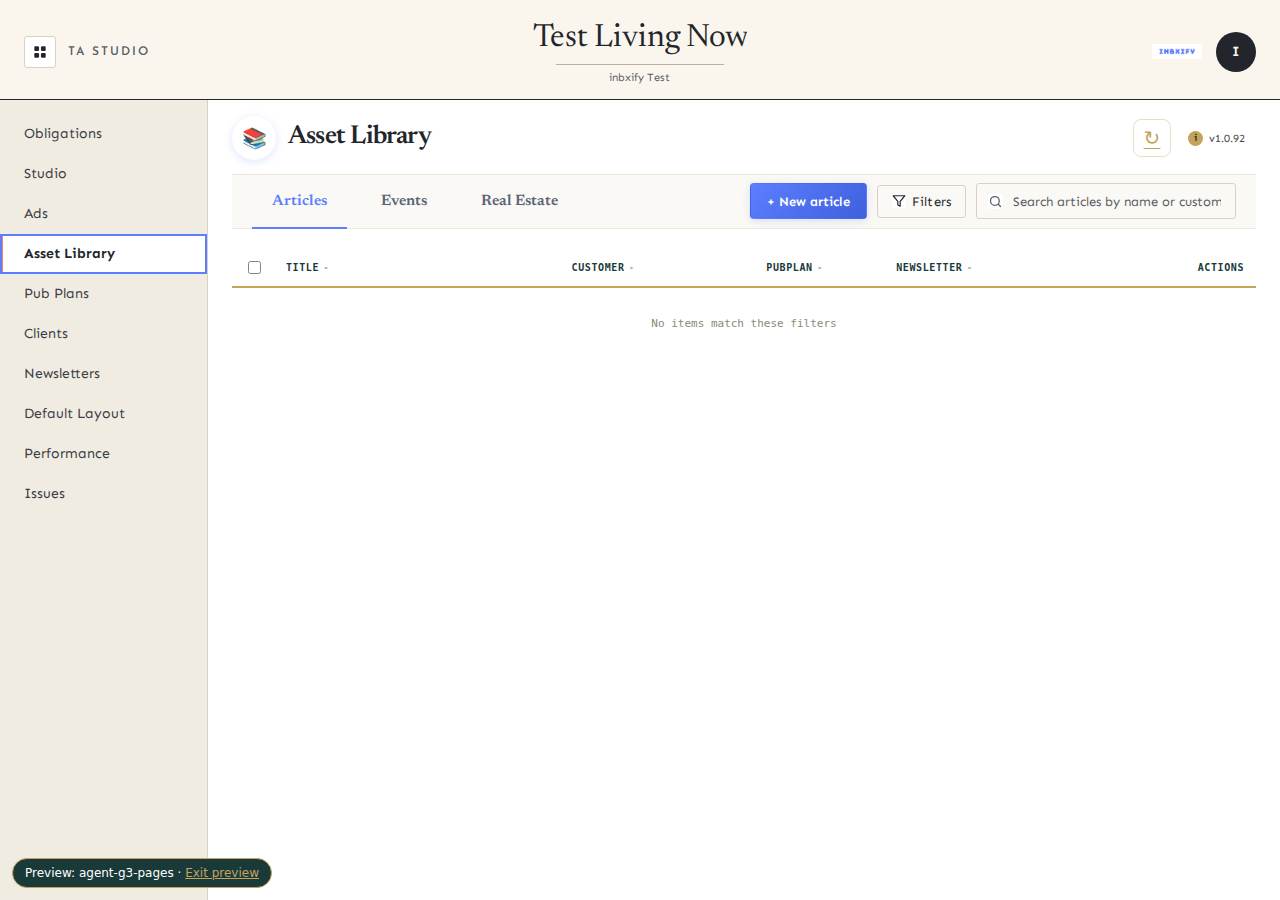 TA STUDIO
Test Living Now
inbxify Test
INBXIFY
I
Obligations
Studio
Ads
Asset Library
Pub Plans
Clients
Newsletters
Default Layout
Performance
Issues
Asset Library
↻
i v1.0.92
Articles Events Real Estate
+ New article
Filters
Search articles by name or custom
TITLE - CUSTOMER - PUBPLAN - NEWSLETTER - ACTIONS
No items match these filters
Preview: agent-g3-pages · Exit preview